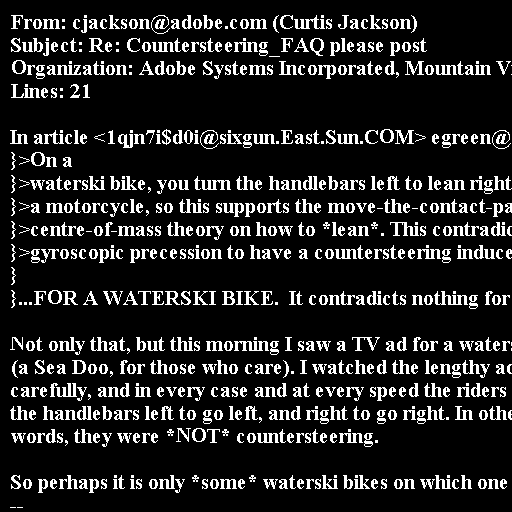 From: cjackson@adobe.com (Curtis Jackson)
Subject: Re: Countersteering_FAQ please post
Organization: Adobe Systems Incorporated, Mountain V
Lines: 21
In article <1qjn7i$d0i@sixgun.East.Sun.COM> egreen@
}>On a
}>waterski bike, you turn the handlebars left to lean right
}>a motorcycle, so this supports the move-the-contact-pa
}>centre-of-mass theory on how to *lean*. This contradic
}>gyroscopic precession to have a countersteering induce
}
}...FOR A WATERSKI BIKE.  It contradicts nothing for
Not only that, but this morning I saw a TV ad for a waters
(a Sea Doo, for those who care). I watched the lengthy ad
carefully, and in every case and at every speed the riders
the handlebars left to go left, and right to go right. In othe
words, they were *NOT* countersteering.
So perhaps it is only *some* waterski bikes on which one
--